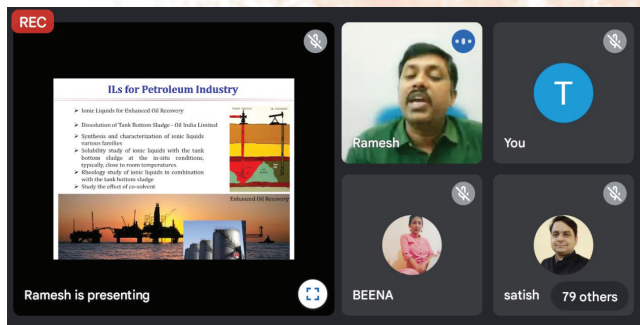 REC
ILs for Petroleum Industry
➢ Ionic Liquids for Enhanced Oil Recovery
➢ Dissolution of Tank Bottom Sludge - Oil India Limited
➢ Synthesis and characterization of ionic liquids
various families
➢ Solubility study of ionic liquids with the tank
bottom sludge at the in-situ conditions,
typically, close to room temperatures.
➢ Rheology study of ionic liquids in combination
with the tank bottom sludge
➢ Study the effect of co-solvent
Enhanced Oil Recovery
Ramesh is presenting
Ramesh
T
You
BEENA
satish
79 others